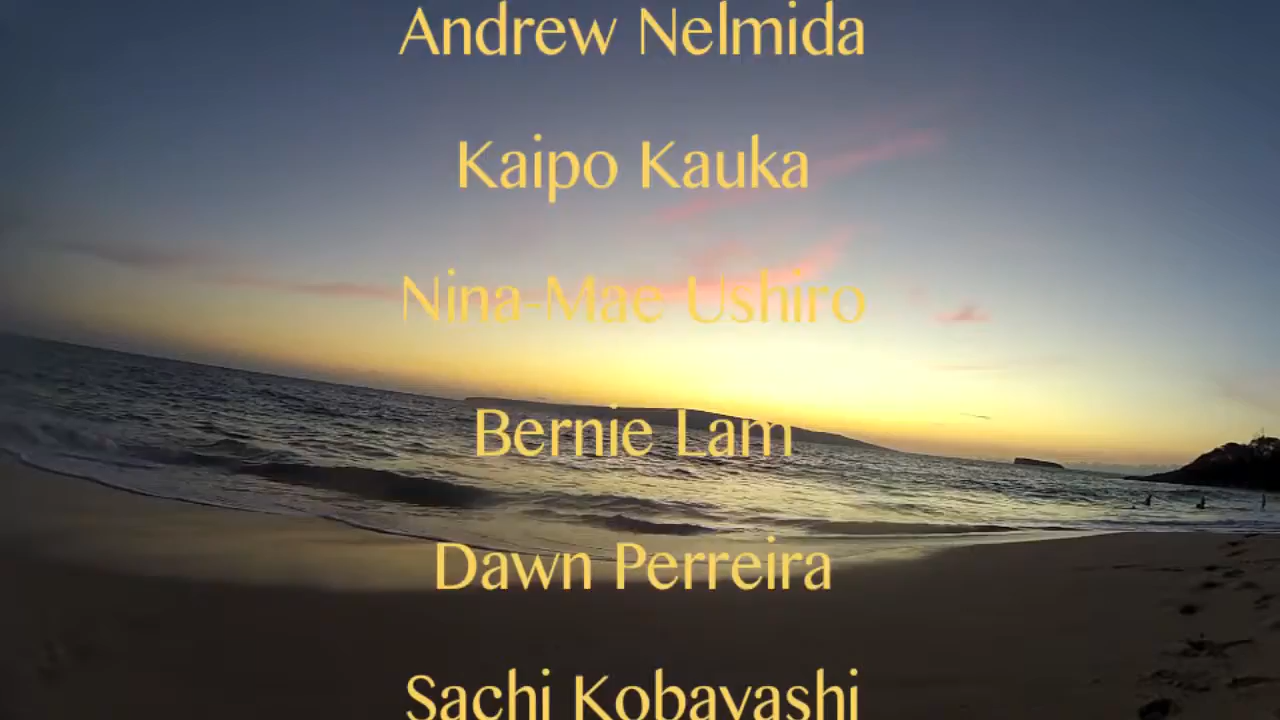 Andrew Nelmida
Kaipo Kauka
Nina-Mae Ushiro
Bernie Lam
Dawn Perreira
Sachi Kobayashi